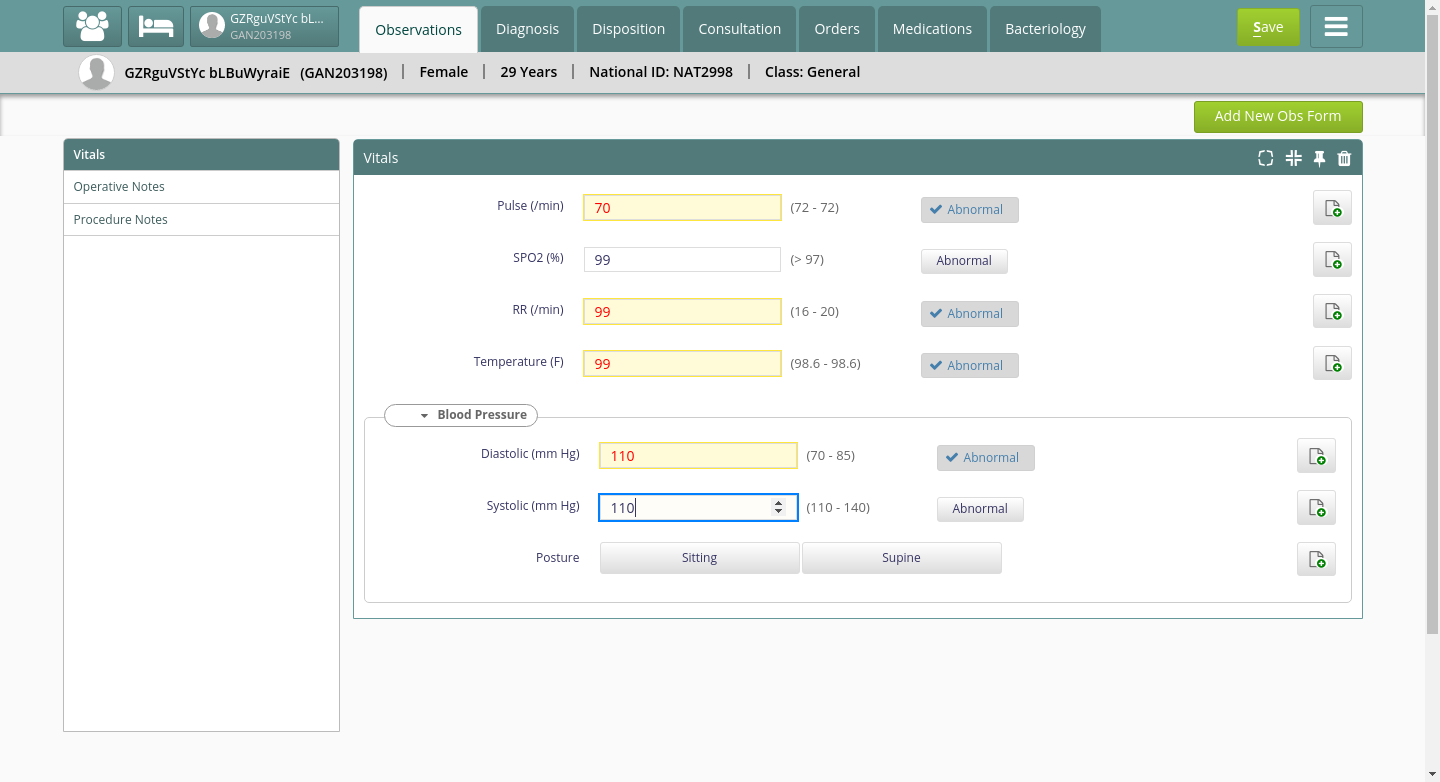 GZRguVStYc bL...
GAN203198
Observations
Diagnosis
Disposition
Consultation
Orders
Medications
Bacteriology
Save
GZRguVStYc bLBuWyraiE (GAN203198) | Female | 29 Years | National ID: NAT2998 | Class: General
Add New Obs Form
Vitals
Operative Notes
Procedure Notes
Vitals
Pulse (/min) 70 (72 - 72) Abnormal
SPO2 (%) 99 (> 97) Abnormal
RR (/min) 99 (16 - 20) Abnormal
Temperature (F) 99 (98.6 - 98.6) Abnormal
Blood Pressure
Diastolic (mm Hg) 110 (70 - 85) Abnormal
Systolic (mm Hg) 110 (110 - 140) Abnormal
Posture Sitting Supine